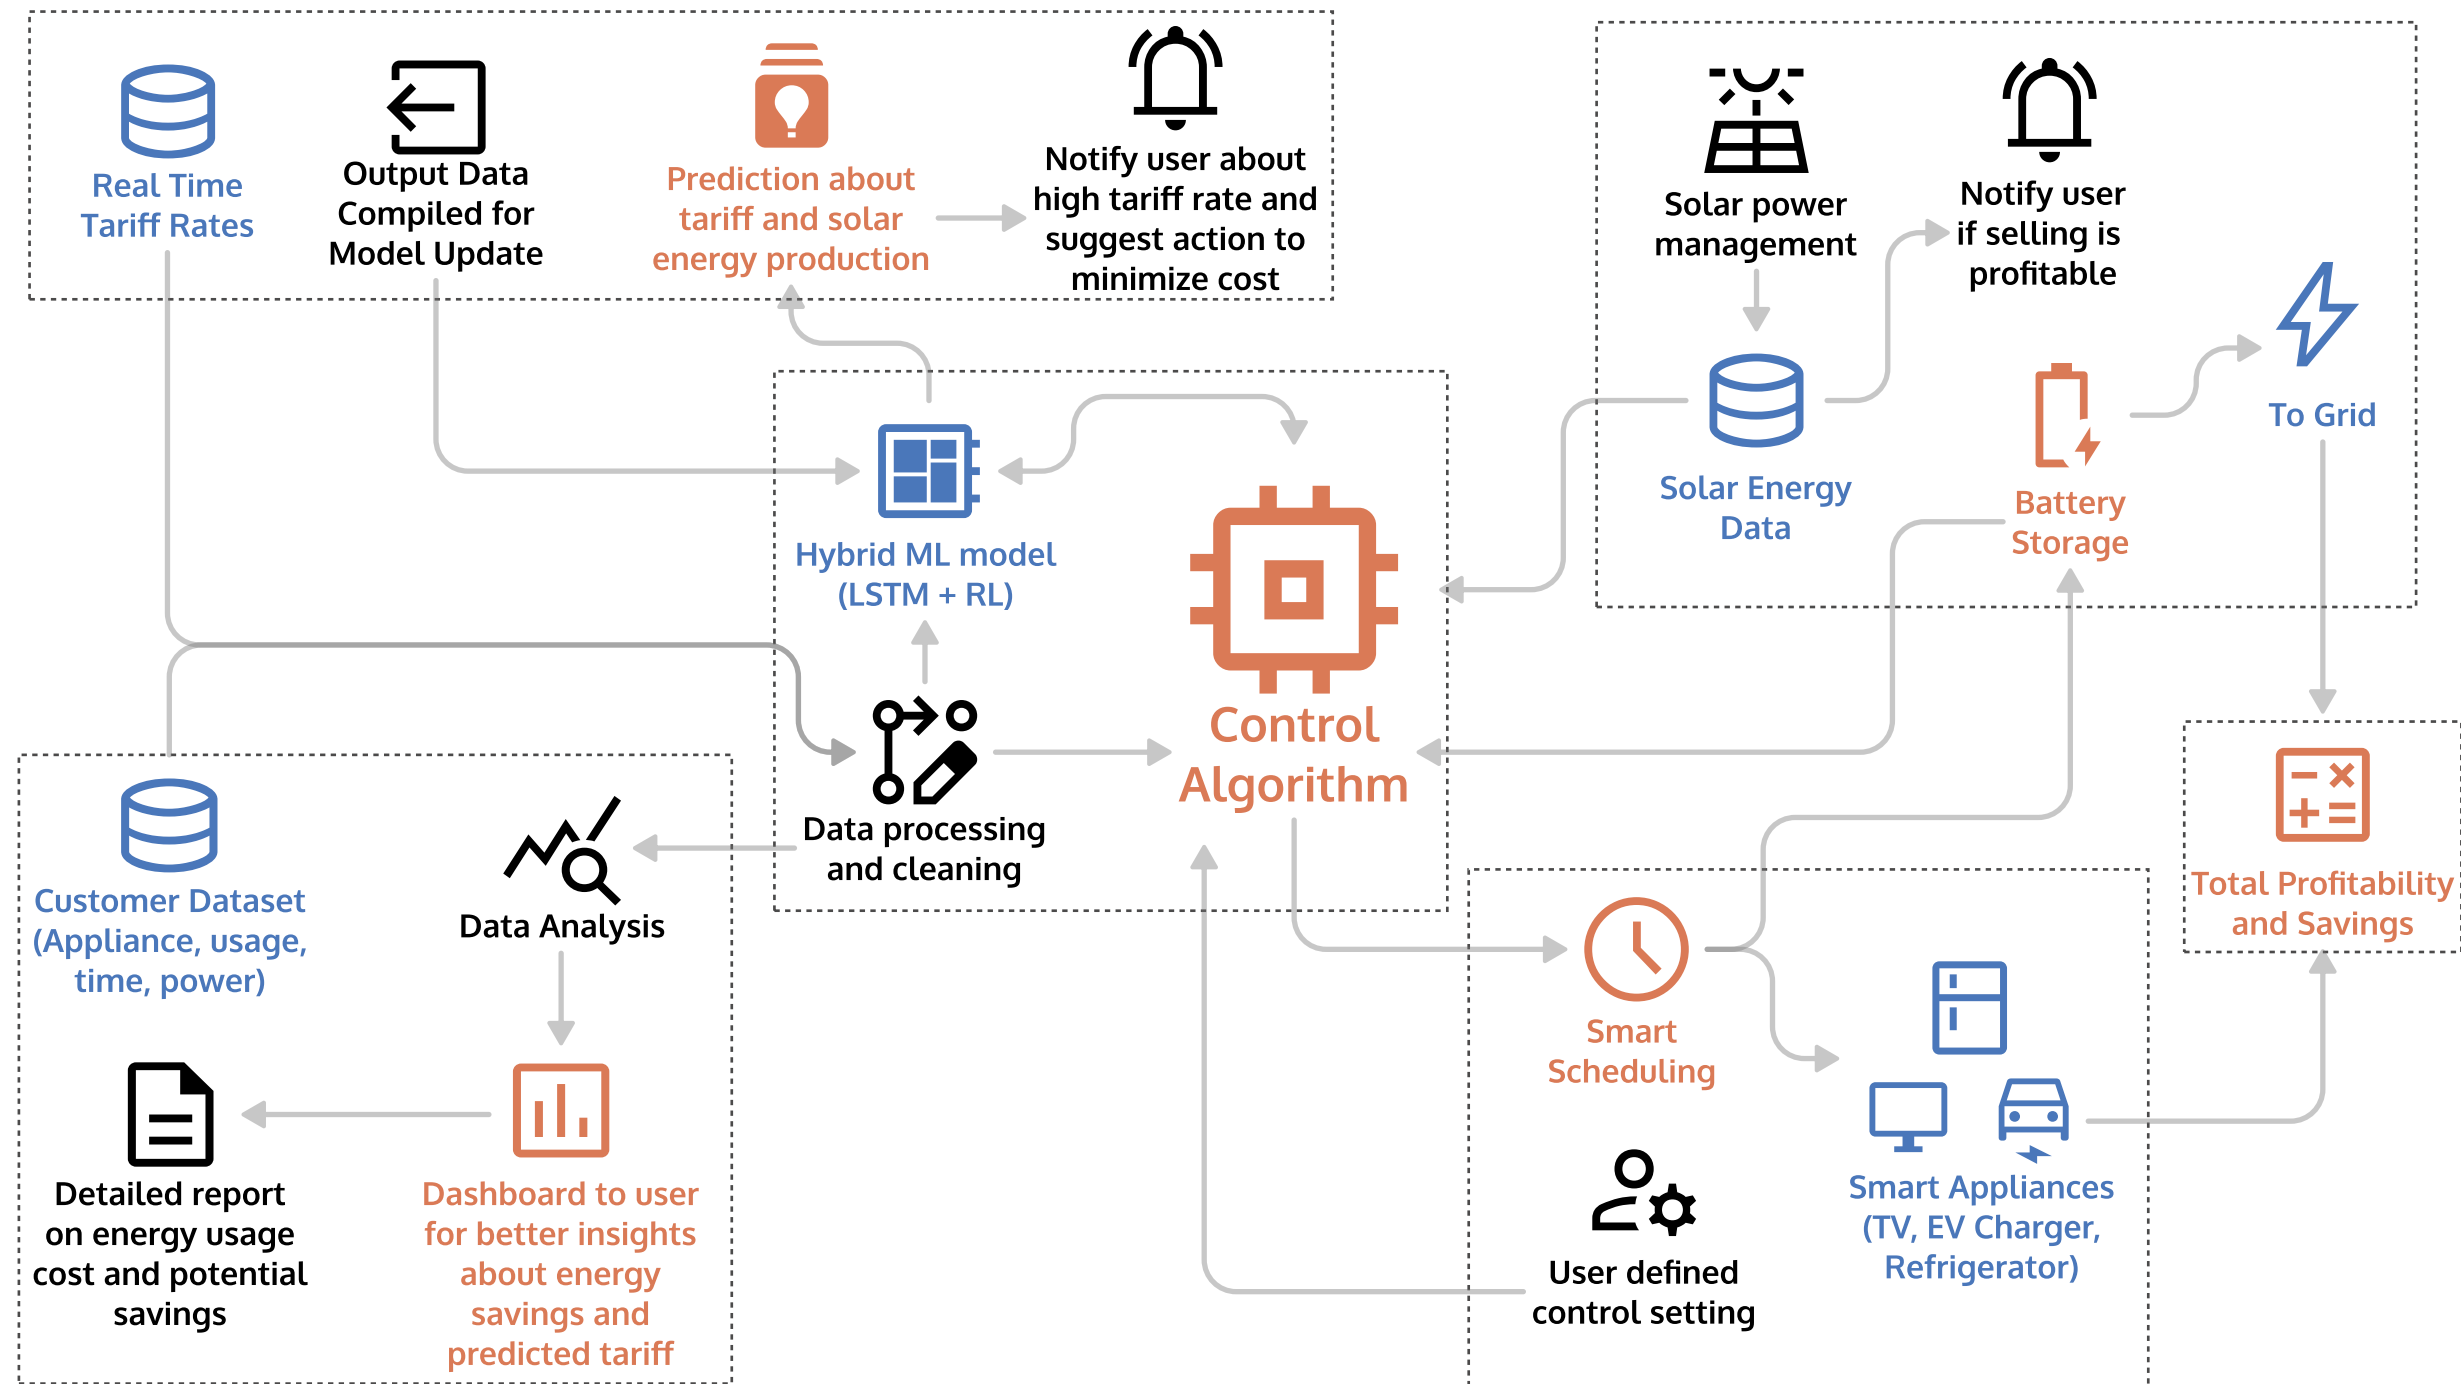 Real Time
Tariff Rates
Output Data
Compiled for
Model Update
Prediction about
tariff and solar
energy production
Notify user about
high tariff rate and
suggest action to
minimize cost
Solar power
management
Notify user
if selling is
profitable
To Grid
Solar Energy
Data
Battery
Storage
Hybrid ML model
(LSTM + RL)
Control
Algorithm
Data processing
and cleaning
Customer Dataset
(Appliance, usage,
time, power)
Data Analysis
Total Profitability
and Savings
Smart
Scheduling
Detailed report
on energy usage
cost and potential
savings
Dashboard to user
for better insights
about energy
savings and
predicted tariff
User defined
control setting
Smart Appliances
(TV, EV Charger,
Refrigerator)